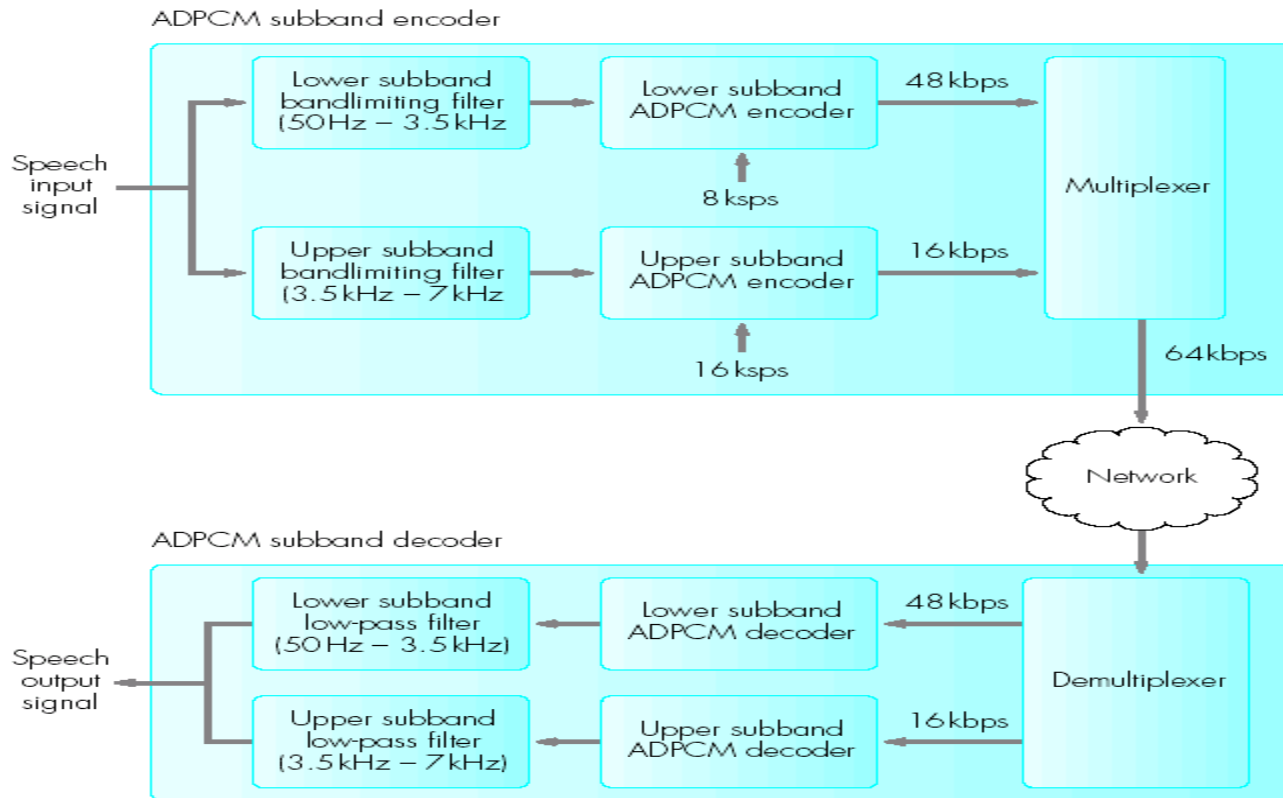 ADPCM subband encoder
Speech
input
signal
Lower subband
bandlimiting filter
(50Hz – 3.5kHz
Lower subband
ADPCM encoder
48kbps
8ksps
Multiplexer
Upper subband
bandlimiting filter
(3.5kHz – 7kHz
Upper subband
ADPCM encoder
16kbps
16ksps
64kbps
Network
ADPCM subband decoder
Speech
output
signal
Lower subband
low-pass filter
(50Hz – 3.5kHz)
Lower subband
ADPCM decoder
48kbps
Demultiplexer
Upper subband
low-pass filter
(3.5kHz – 7kHz)
Upper subband
ADPCM decoder
16kbps